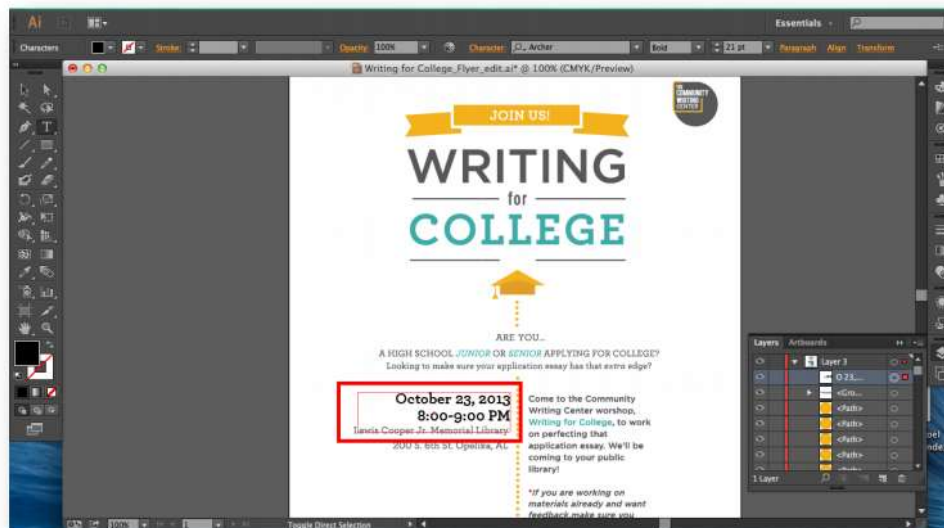 Ai
Essentials
Characters
Stroke:
Opacity: 100%
Character: Archer
Bold
21 pt
Paragraph Align Transform
Writing for College_Flyer_edit.ai* @ 100% (CMYK/Preview)
JOIN US!
THE
COMMUNITY
WRITING
CENTER
WRITING
for
COLLEGE
ARE YOU...
A HIGH SCHOOL JUNIOR OR SENIOR APPLYING FOR COLLEGE?
Looking to make sure your application essay has that extra edge?
October 23, 2013
8:00-9:00 PM
Lewis Cooper Jr. Memorial Library
200 S. 6th St. Opelika, AL
Come to the Community
Writing Center worshop,
Writing for College, to work
on perfecting that
application essay. We'll be
coming to your public
library!
*If you are working on
materials already and want
feedback,make sure you
Layers Artboards
Layer 3
O 23,...
<Gro...
<Path>
<Path>
<Path>
<Path>
1 Layer
100%
1
Toggle Direct Selection